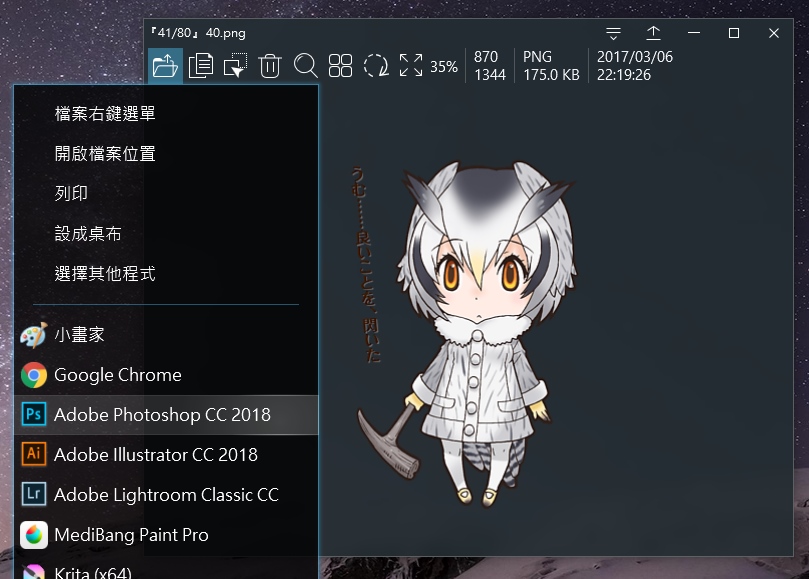 『41/80』 40.png
35%
870
1344
PNG
175.0 KB
2017/03/06
22:19:26
檔案右鍵選單
開啟檔案位置
列印
設成桌布
選擇其他程式
小畫家
Google Chrome
Ps Adobe Photoshop CC 2018
Ai Adobe Illustrator CC 2018
Lr Adobe Lightroom Classic CC
MediBang Paint Pro
Krita (x64)
うむ……良いことを、閃いた